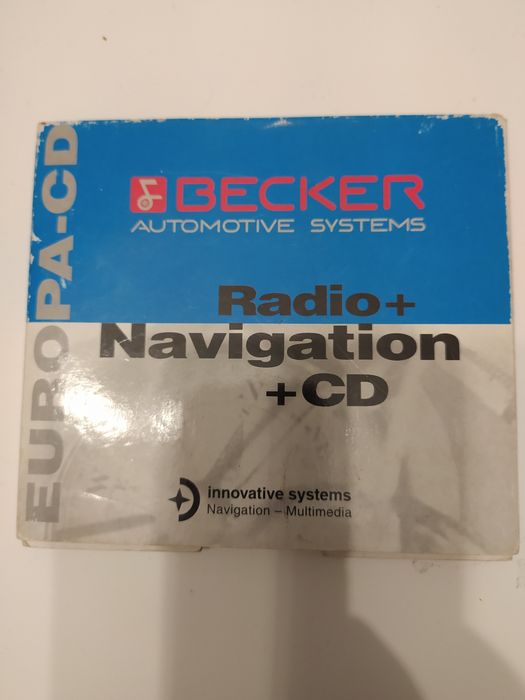 EUROPA-CD
BECKER
AUTOMOTIVE SYSTEMS
Radio+
Navigation
+CD
innovative systems
Navigation – Multimedia